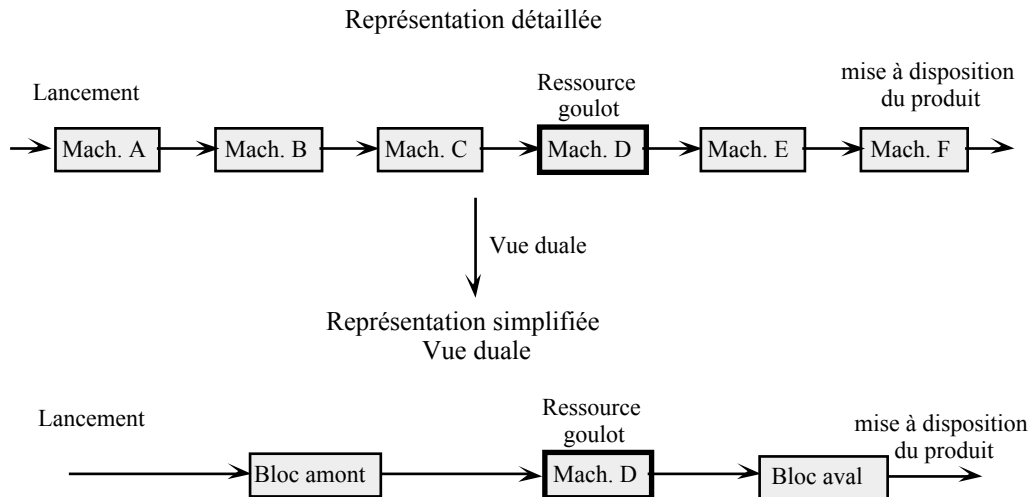 Représentation détaillée
Lancement
Ressource
goulot
mise à disposition
du produit
Mach. A
Mach. B
Mach. C
Mach. D
Mach. E
Mach. F
Vue duale
Représentation simplifiée
Vue duale
Lancement
Ressource
goulot
mise à disposition
du produit
Bloc amont
Mach. D
Bloc aval